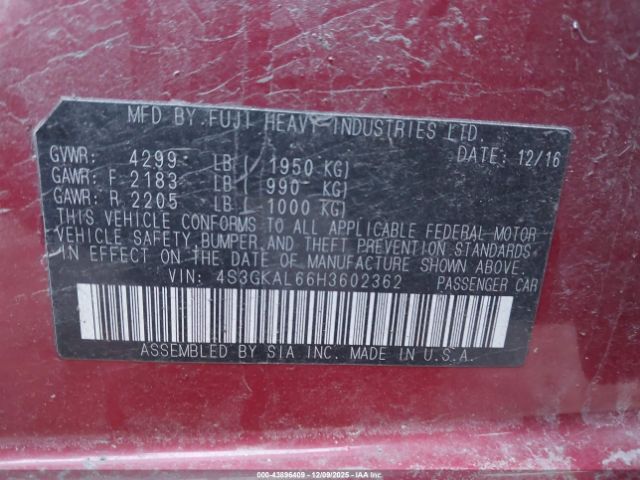 MFD BY FUJI HEAVY INDUSTRIES LTD.
GVWR: 4299 LB ( 1950 KG) DATE: 12/16
GAWR: F 2183 LB ( 990 KG)
GAWR: R 2205 LB ( 1000 KG)
THIS VEHICLE CONFORMS TO ALL APPLICABLE FEDERAL MOTOR
VEHICLE SAFETY, BUMPER, AND THEFT PREVENTION STANDARDS
IN EFFECT ON THE DATE OF MANUFACTURE SHOWN ABOVE.
VIN: 4S3GKAL66H3602362 PASSENGER CAR
ASSEMBLED BY SIA INC. MADE IN U.S.A.
000-43896409 - 12/09/2025 - IAAI.COM